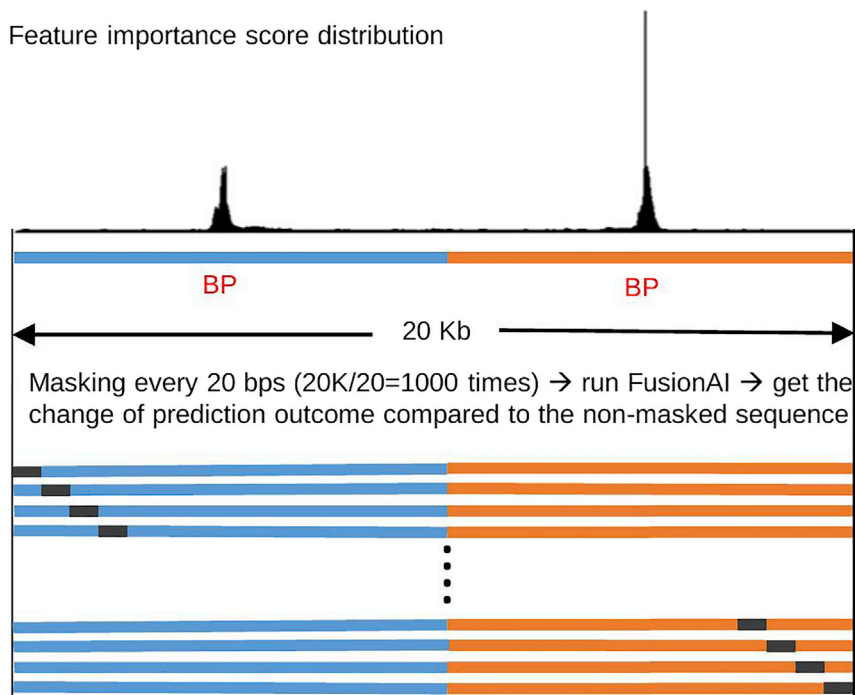 Feature importance score distribution
BP BP
20 Kb
Masking every 20 bps (20K/20=1000 times) → run FusionAI → get the
change of prediction outcome compared to the non-masked sequence